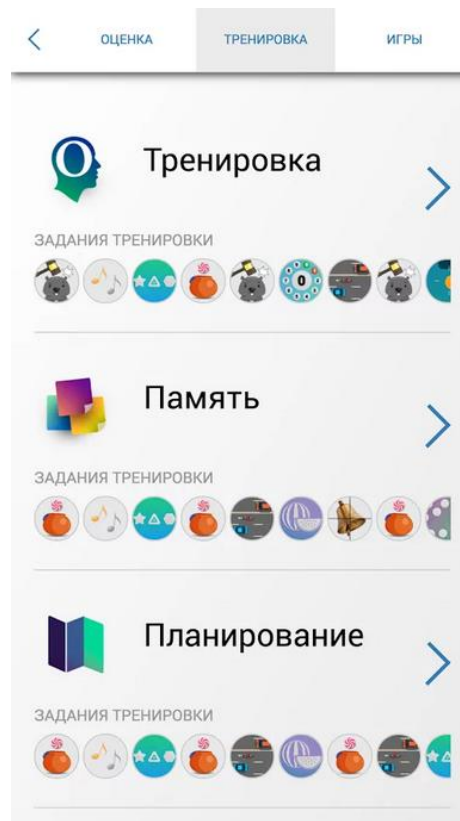 ОЦЕНКА ТРЕНИРОВКА ИГРЫ
Тренировка
ЗАДАНИЯ ТРЕНИРОВКИ
Память
ЗАДАНИЯ ТРЕНИРОВКИ
Планирование
ЗАДАНИЯ ТРЕНИРОВКИ